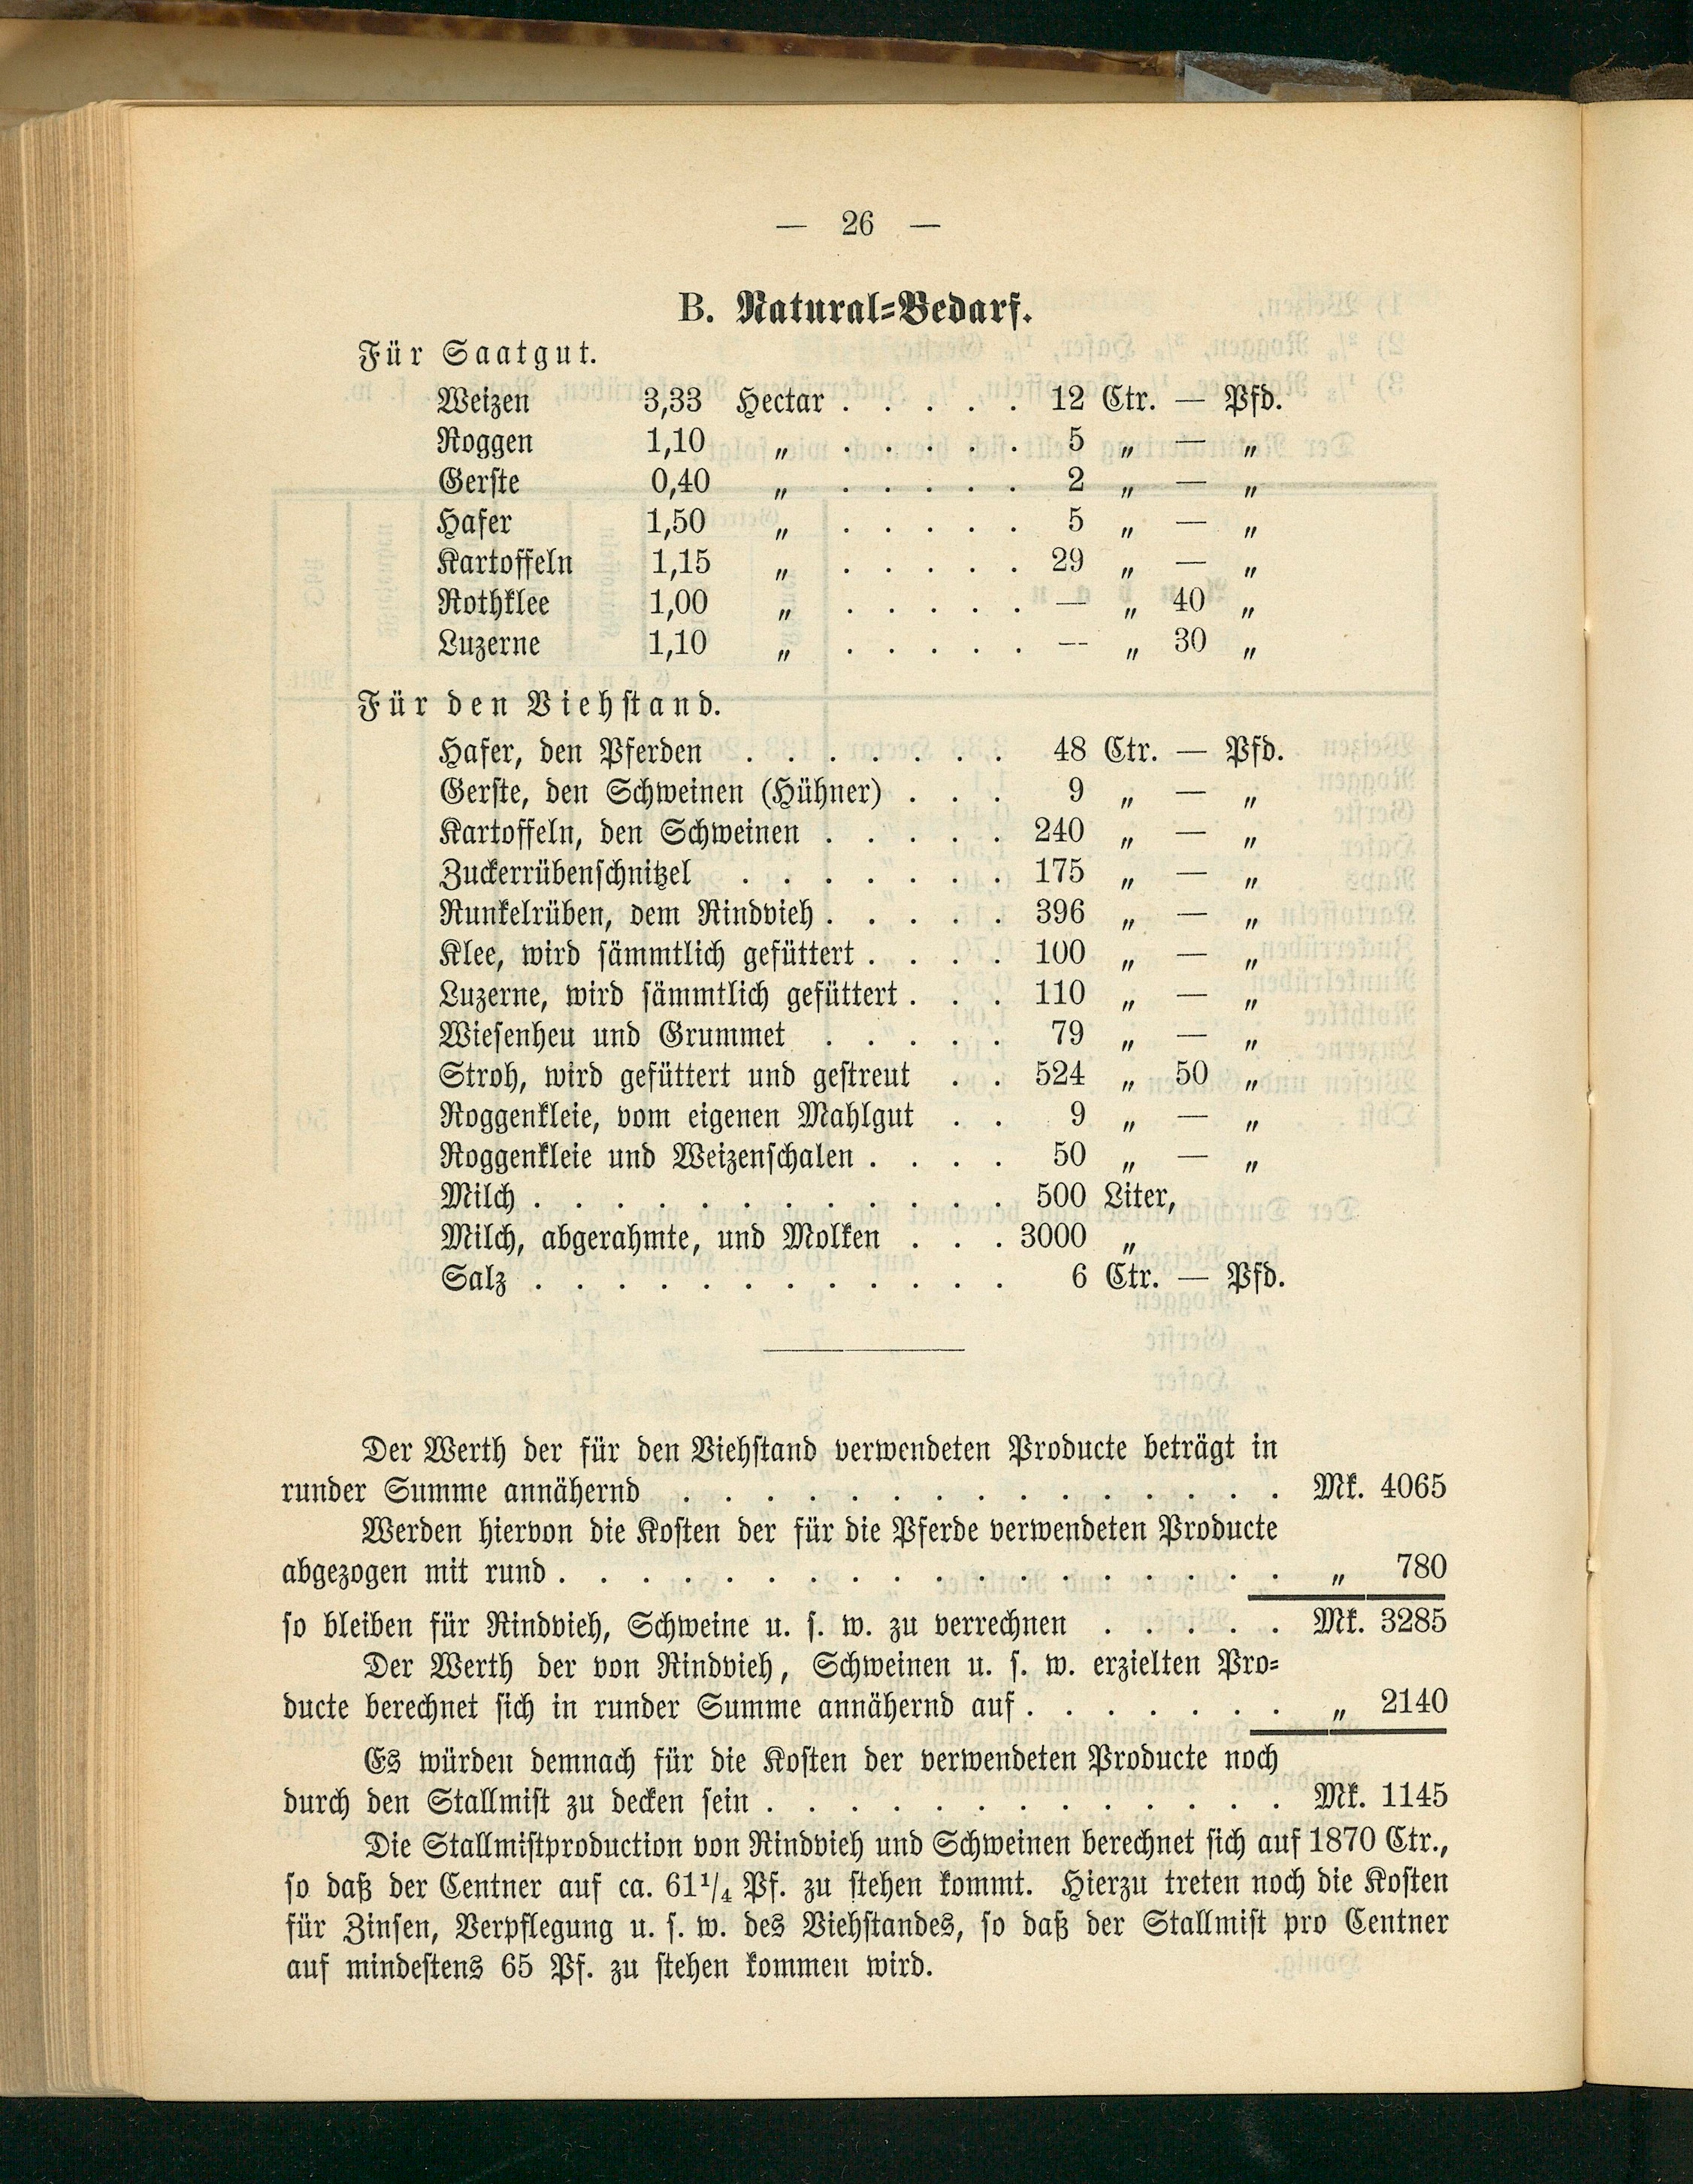 — 26 —
B. Natural-Bedarf.
Für Saatgut.
Weizen 3,33 Hectar . . . . . 12 Ctr. — Pfd.
Roggen 1,10 „ . . . . . 5 „ — „
Gerste 0,40 „ . . . . . 2 „ — „
Hafer 1,50 „ . . . . . 5 „ — „
Kartoffeln 1,15 „ . . . . . 29 „ — „
Rothklee 1,00 „ . . . . . — „ 40 „
Luzerne 1,10 „ . . . . . — „ 30 „
Für den Viehstand.
Hafer, den Pferden . . . . . . . 48 Ctr. — Pfd.
Gerste, den Schweinen (Hühner) . . . 9 „ — „
Kartoffeln, den Schweinen . . . . . 240 „ — „
Zuckerrübenschnitzel . . . . . . . 175 „ — „
Runkelrüben, dem Rindvieh . . . . . 396 „ — „
Klee, wird sämmtlich gefüttert . . . . 100 „ — „
Luzerne, wird sämmtlich gefüttert . . . 110 „ — „
Wiesenheu und Grummet . . . . . 79 „ — „
Stroh, wird gefüttert und gestreut . . 524 „ 50 „
Roggenkleie, vom eigenen Mahlgut . . 9 „ — „
Roggenkleie und Weizenschalen . . . . 50 „ — „
Milch . . . . . . . . . . . . 500 Liter,
Milch, abgerahmte, und Molken . . . 3000 „
Salz . . . . . . . . . . . . 6 Ctr. — Pfd.
Der Werth der für den Viehstand verwendeten Producte beträgt in
runder Summe annähernd . . . . . . . . . . . . . . . Mk. 4065
Werden hiervon die Kosten der für die Pferde verwendeten Producte
abgezogen mit rund . . . . . . . . . . . . . . . . . . „ 780
so bleiben für Rindvieh, Schweine u. s. w. zu verrechnen . . . . . Mk. 3285
Der Werth der von Rindvieh, Schweinen u. s. w. erzielten Pro-
ducte berechnet sich in runder Summe annähernd auf . . . . . . . „ 2140
Es würden demnach für die Kosten der verwendeten Producte noch
durch den Stallmist zu decken sein . . . . . . . . . . . . . Mk. 1145
Die Stallmistproduction von Rindvieh und Schweinen berechnet sich auf 1870 Ctr.,
so daß der Centner auf ca. 61¹/₄ Pf. zu stehen kommt. Hierzu treten noch die Kosten
für Zinsen, Verpflegung u. s. w. des Viehstandes, so daß der Stallmist pro Centner
auf mindestens 65 Pf. zu stehen kommen wird.